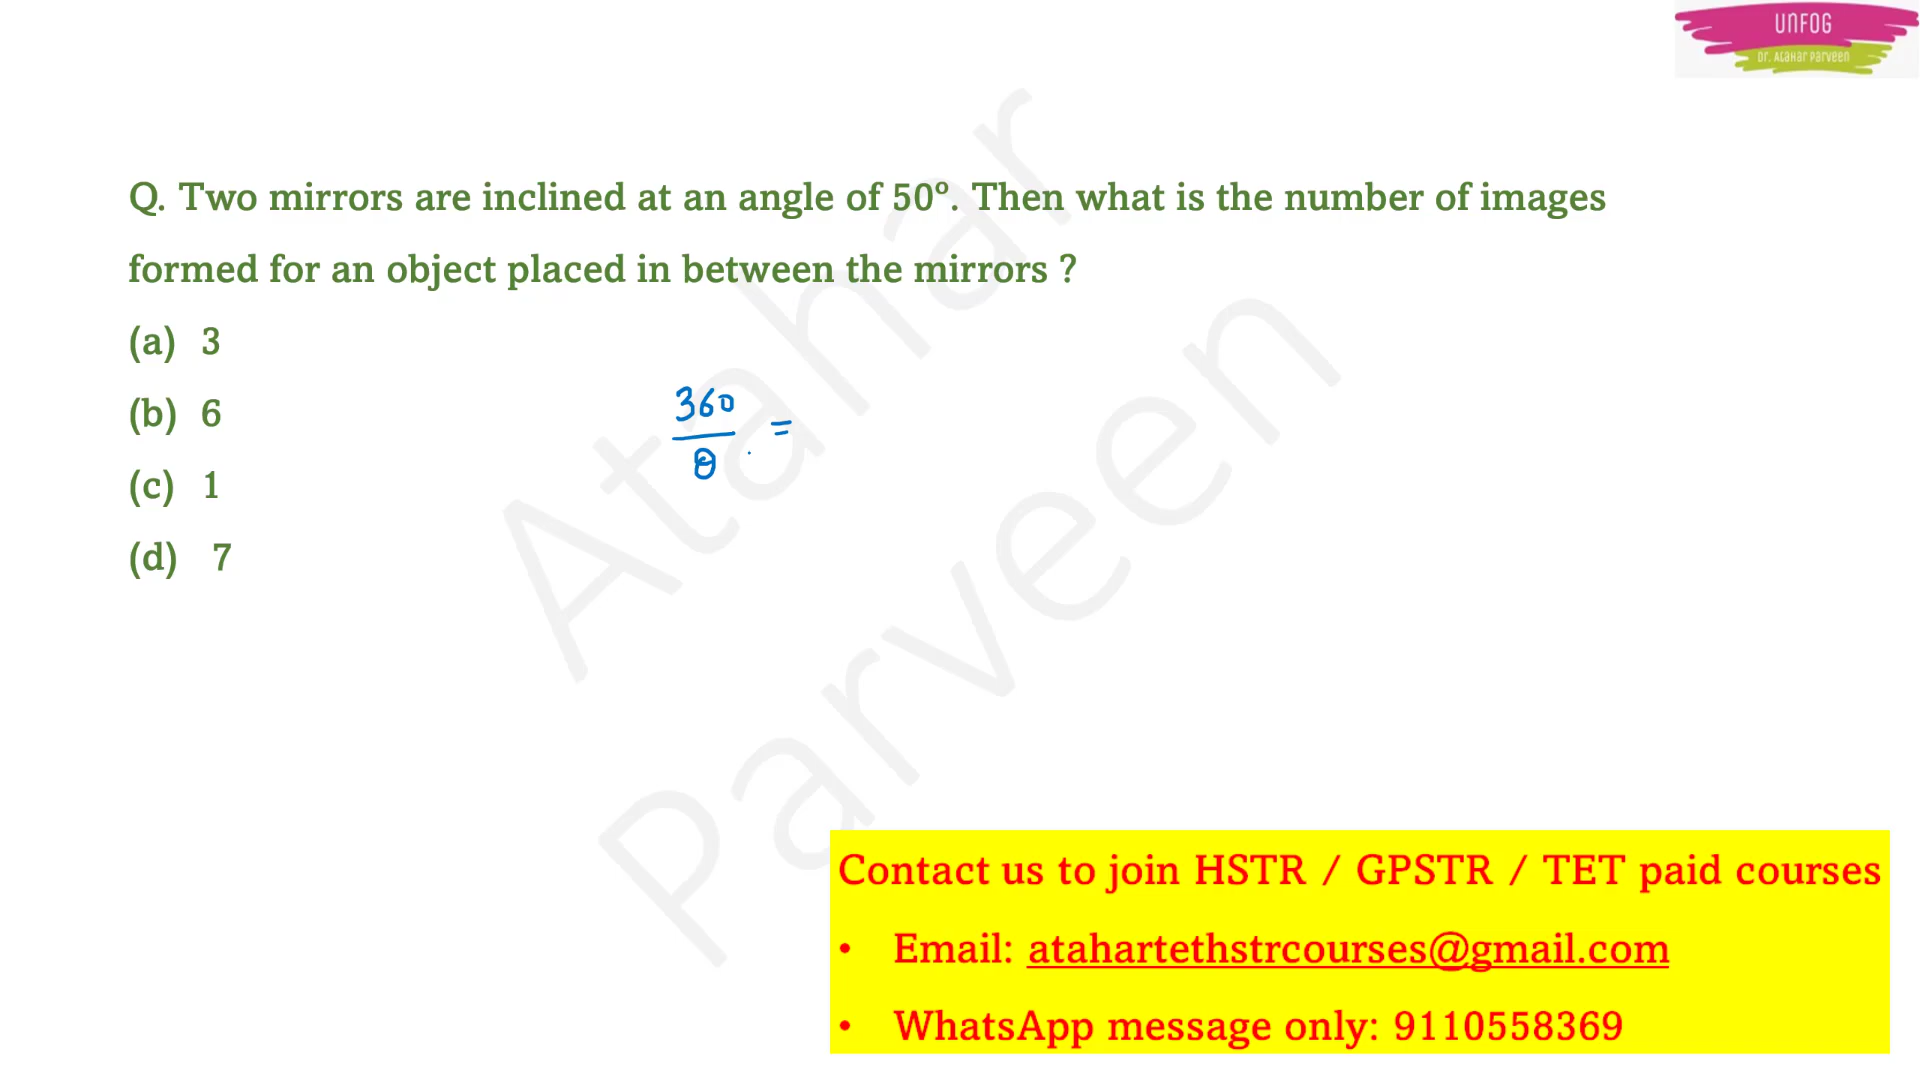 UNFOG
Dr. Atahar Parveen
Q. Two mirrors are inclined at an angle of 50°. Then what is the number of images
formed for an object placed in between the mirrors ?
(a) 3
(b) 6
(c) 1
(d) 7
360
θ
=
Atahar
Parveen
Contact us to join HSTR / GPSTR / TET paid courses
• Email: atahartethstrcourses@gmail.com
• WhatsApp message only: 9110558369